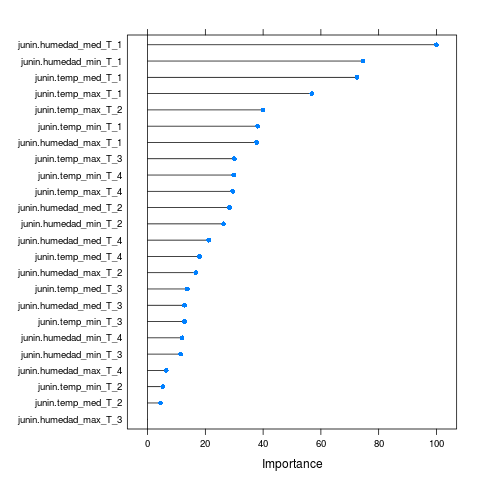 junin.humedad_med_T_1
junin.humedad_min_T_1
junin.temp_med_T_1
junin.temp_max_T_1
junin.temp_max_T_2
junin.temp_min_T_1
junin.humedad_max_T_1
junin.temp_max_T_3
junin.temp_min_T_4
junin.temp_max_T_4
junin.humedad_med_T_2
junin.humedad_min_T_2
junin.humedad_med_T_4
junin.temp_med_T_4
junin.humedad_max_T_2
junin.temp_med_T_3
junin.humedad_med_T_3
junin.temp_min_T_3
junin.humedad_min_T_4
junin.humedad_min_T_3
junin.humedad_max_T_4
junin.temp_min_T_2
junin.temp_med_T_2
junin.humedad_max_T_3
0 20 40 60 80 100
Importance